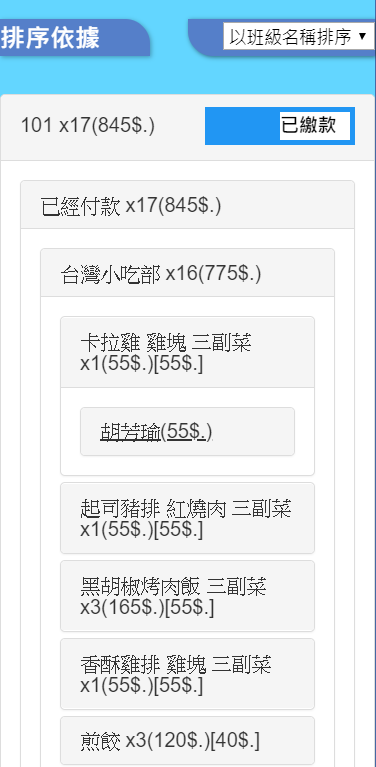 排序依據
以班級名稱排序
101 x17(845$.)
已繳款
已經付款 x17(845$.)
台灣小吃部 x16(775$.)
卡拉雞 雞塊 三副菜
x1(55$.)[55$.]
胡芳瑜(55$.)
起司豬排 紅燒肉 三副菜
x1(55$.)[55$.]
黑胡椒烤肉飯 三副菜
x3(165$.)[55$.]
香酥雞排 雞塊 三副菜
x1(55$.)[55$.]
煎餃 x3(120$.)[40$.]